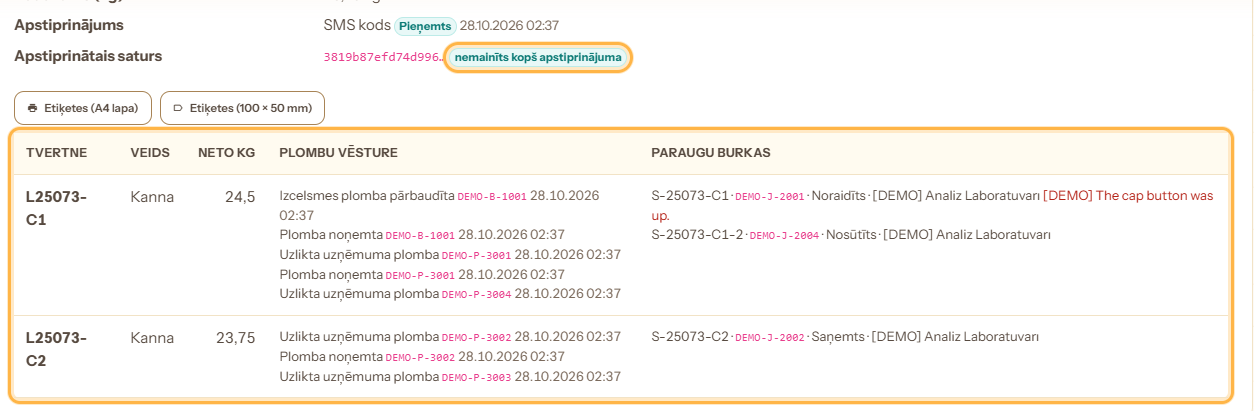 Apstiprinājums SMS kods Pieņemts 28.10.2026 02:37
Apstiprinātais saturs 3819b87efd74d996… nemainīts kopš apstiprinājuma
Etiķetes (A4 lapa) Etiķetes (100 × 50 mm)
TVERTNE VEIDS NETO KG PLOMBU VĒSTURE PARAUGU BURKAS
L25073-C1 Kanna 24,5
Izcelsmes plomba pārbaudīta DEMO-B-1001 28.10.2026
02:37
Plomba noņemta DEMO-B-1001 28.10.2026 02:37
Uzlikta uzņēmuma plomba DEMO-P-3001 28.10.2026 02:37
Plomba noņemta DEMO-P-3001 28.10.2026 02:37
Uzlikta uzņēmuma plomba DEMO-P-3004 28.10.2026 02:37
S-25073-C1 · DEMO-J-2001 · Noraidīts · [DEMO] Analiz Laboratuvarı [DEMO] The cap button was
up.
S-25073-C1-2 · DEMO-J-2004 · Nosūtīts · [DEMO] Analiz Laboratuvarı
L25073-C2 Kanna 23,75
Uzlikta uzņēmuma plomba DEMO-P-3002 28.10.2026 02:37
Plomba noņemta DEMO-P-3002 28.10.2026 02:37
Uzlikta uzņēmuma plomba DEMO-P-3003 28.10.2026 02:37
S-25073-C2 · DEMO-J-2002 · Saņemts · [DEMO] Analiz Laboratuvarı